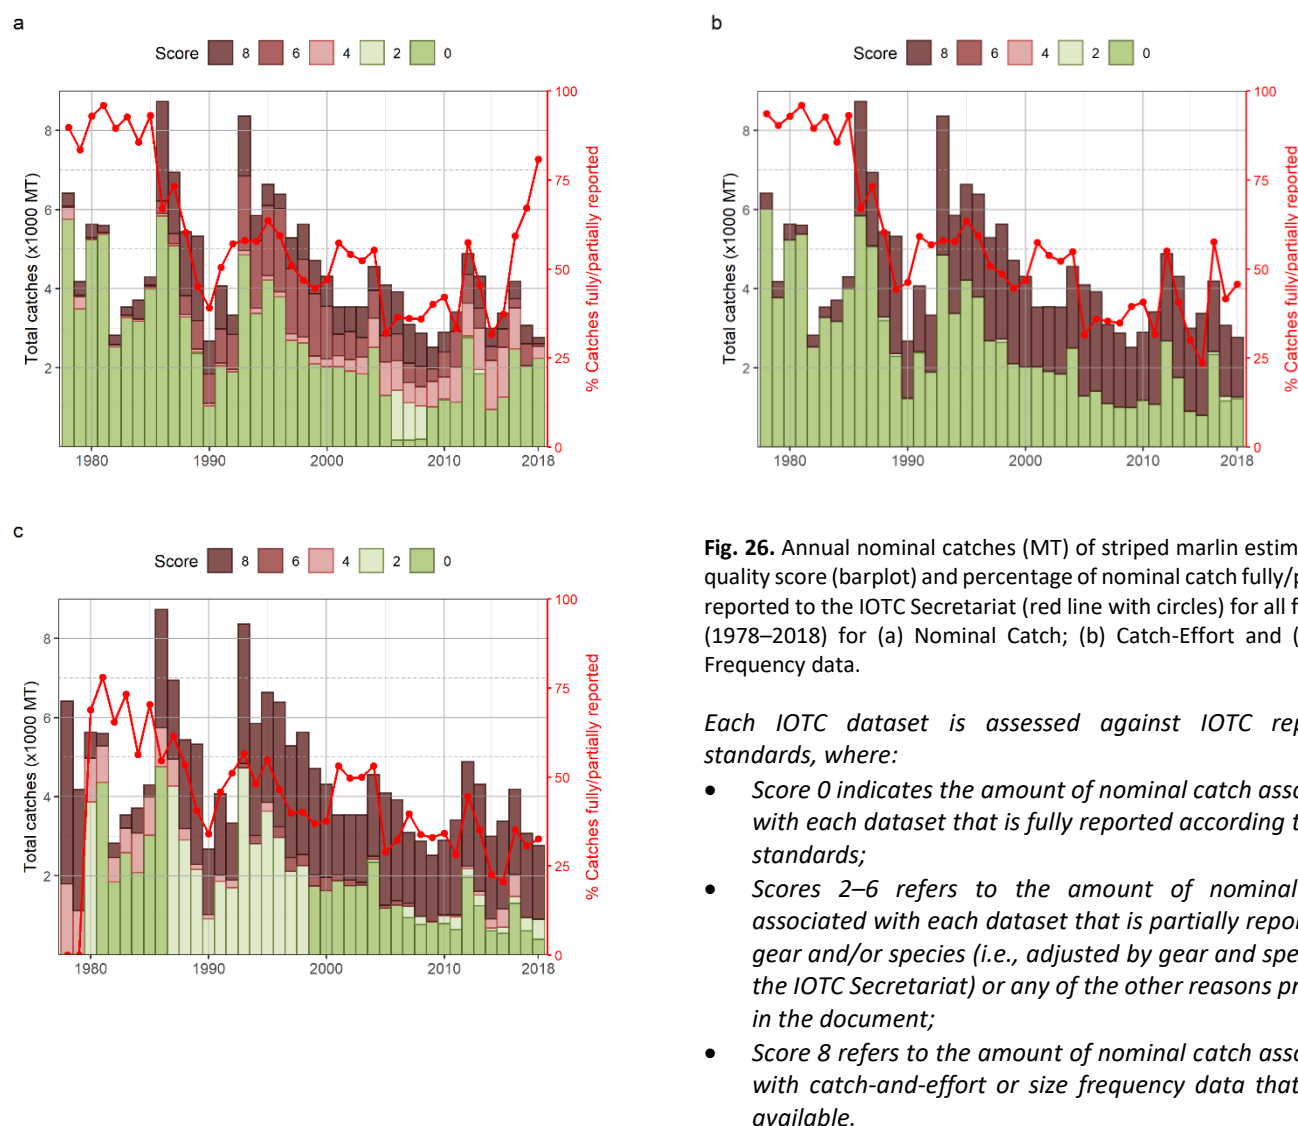 a
Score 8 6 4 2 0
Total catches (x1000 MT)
8
6
4
2
100
75
50
25
0
% Catches fully/partially reported
1980 1990 2000 2010 2018
b
Score 8 6 4 2 0
Total catches (x1000 MT)
8
6
4
2
100
75
50
25
0
% Catches fully/partially reported
1980 1990 2000 2010 2018
c
Score 8 6 4 2 0
Total catches (x1000 MT)
8
6
4
2
100
75
50
25
0
% Catches fully/partially reported
1980 1990 2000 2010 2018
Fig. 26. Annual nominal catches (MT) of striped marlin estim
quality score (barplot) and percentage of nominal catch fully/p
reported to the IOTC Secretariat (red line with circles) for all f
(1978–2018) for (a) Nominal Catch; (b) Catch-Effort and (
Frequency data.
Each IOTC dataset is assessed against IOTC rep
standards, where:
• Score 0 indicates the amount of nominal catch asso
with each dataset that is fully reported according t
standards;
• Scores 2–6 refers to the amount of nominal
associated with each dataset that is partially repor
gear and/or species (i.e., adjusted by gear and spe
the IOTC Secretariat) or any of the other reasons pr
in the document;
• Score 8 refers to the amount of nominal catch asso
with catch-and-effort or size frequency data that
available.